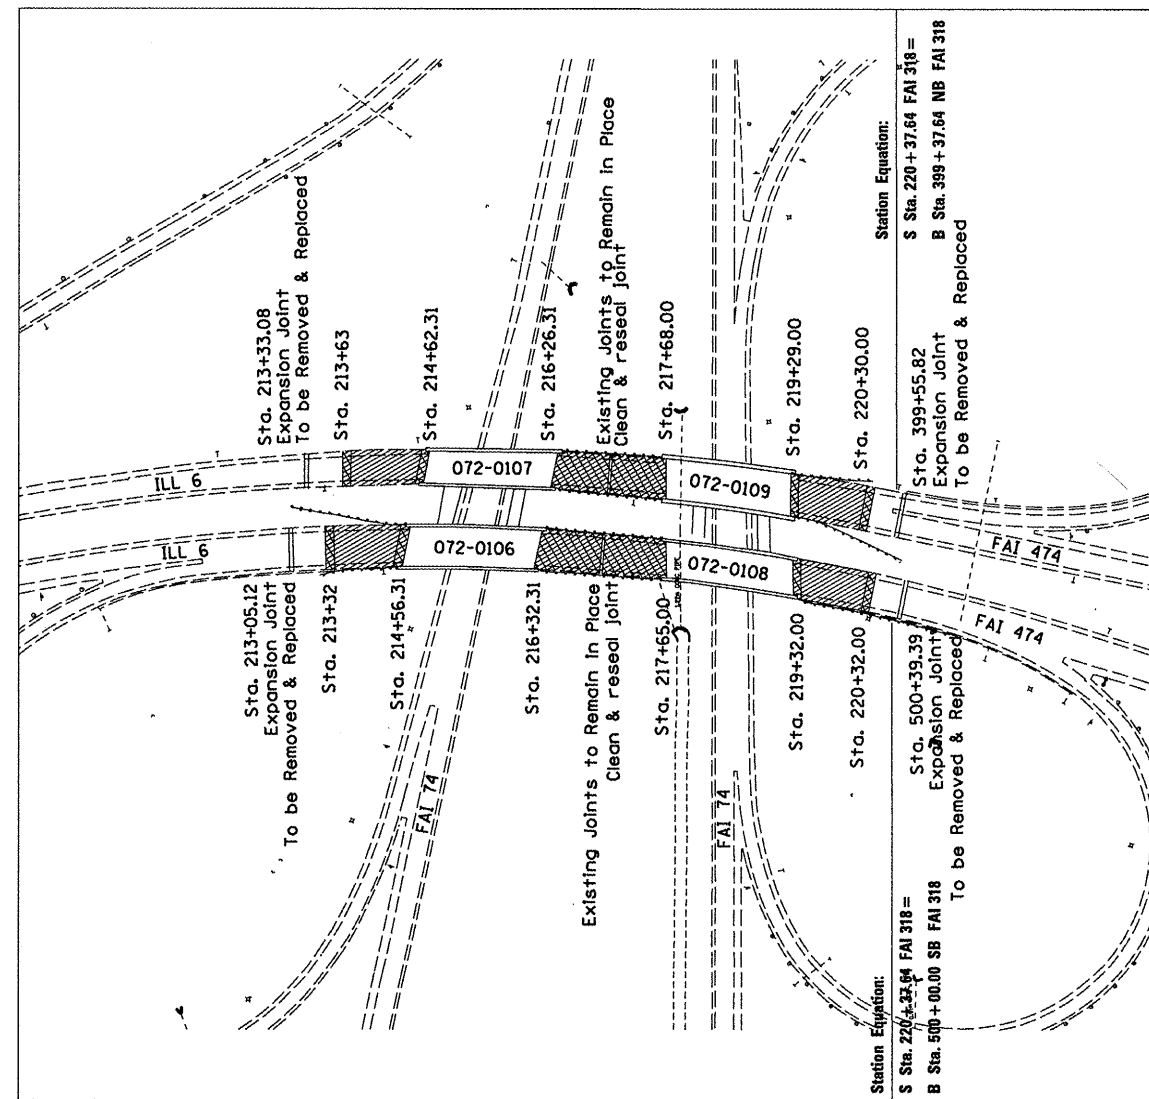 Sta. 213+33.08
Expansion Joint
To be Removed & Replaced
Sta. 213+63
Sta. 214+62.31
Sta. 216+26.31
Existing Joints to Remain in Place
Clean & reseal joint
Sta. 217+68.00
Sta. 219+29.00
Sta. 220+30.00
Station Equation:
S Sta. 220+37.64 FAI 318=
B Sta. 399+37.64 NB FAI 318
Sta. 399+55.82
Expansion Joint
To be Removed & Replaced
ILL 6
072-0107
072-0109
FAI 474
ILL 6
072-0106
072-0108
FAI 474
Sta. 213+05.12
Expansion Joint
To be Removed & Replaced
Sta. 213+32
Sta. 214+56.31
Sta. 216+32.31
Existing Joints to Remain in Place
Clean & reseal joint
Sta. 217+65.00
Sta. 219+32.00
Sta. 220+32.00
Sta. 500+39.39
Expansion Joint
To be Removed & Replaced
FAI 74
FAI 74
Station Equation:
S Sta. 220+37.64 FAI 318=
B Sta. 500+00.00 SB FAI 318